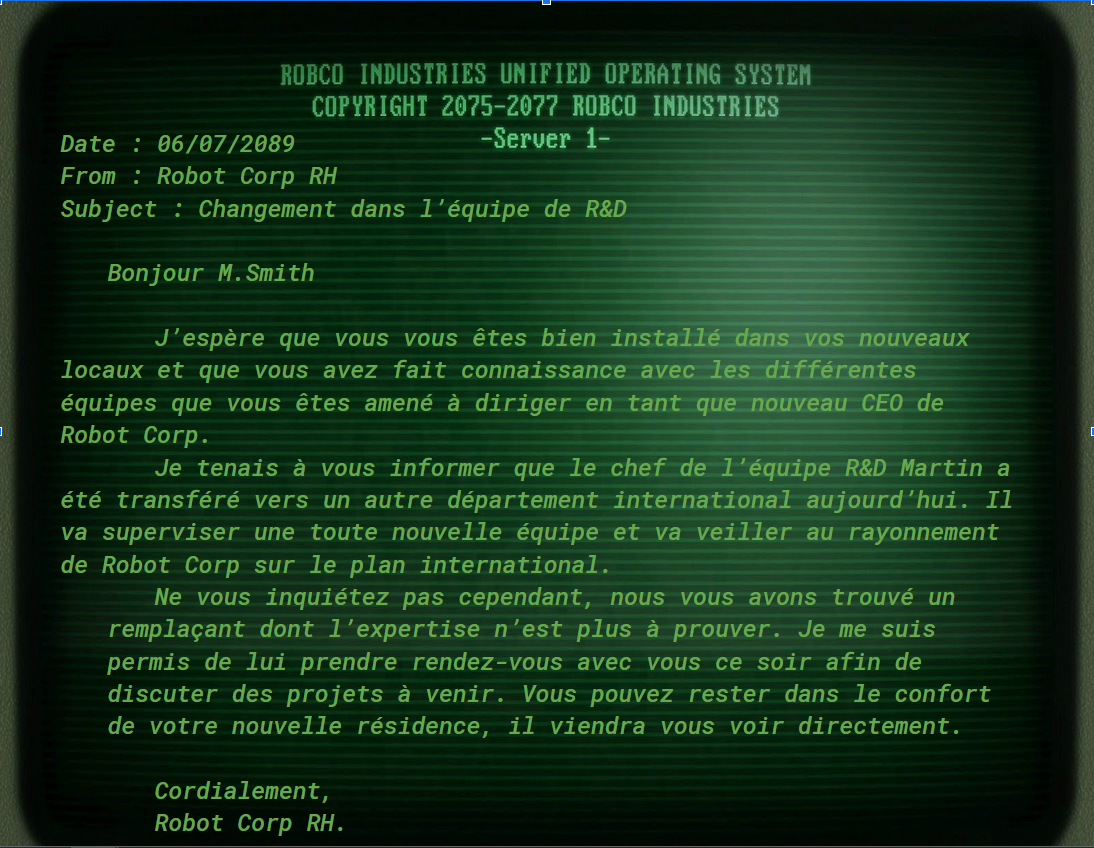 ROBCO INDUSTRIES UNIFIED OPERATING SYSTEM
COPYRIGHT 2075-2077 ROBCO INDUSTRIES
-Server 1-
Date : 06/07/2089
From : Robot Corp RH
Subject : Changement dans l’équipe de R&D
Bonjour M.Smith
J’espère que vous vous êtes bien installé dans vos nouveaux
locaux et que vous avez fait connaissance avec les différentes
équipes que vous êtes amené à diriger en tant que nouveau CEO de
Robot Corp.
Je tenais à vous informer que le chef de l’équipe R&D Martin a
été transféré vers un autre département international aujourd’hui. Il
va superviser une toute nouvelle équipe et va veiller au rayonnement
de Robot Corp sur le plan international.
Ne vous inquiétez pas cependant, nous vous avons trouvé un
remplaçant dont l’expertise n’est plus à prouver. Je me suis
permis de lui prendre rendez-vous avec vous ce soir afin de
discuter des projets à venir. Vous pouvez rester dans le confort
de votre nouvelle résidence, il viendra vous voir directement.
Cordialement,
Robot Corp RH.